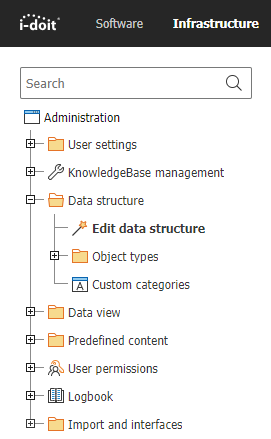 i-doit Software Infrastructure
Search
Administration
User settings
KnowledgeBase management
Data structure
Edit data structure
Object types
A Custom categories
Data view
Predefined content
User permissions
Logbook
Import and interfaces